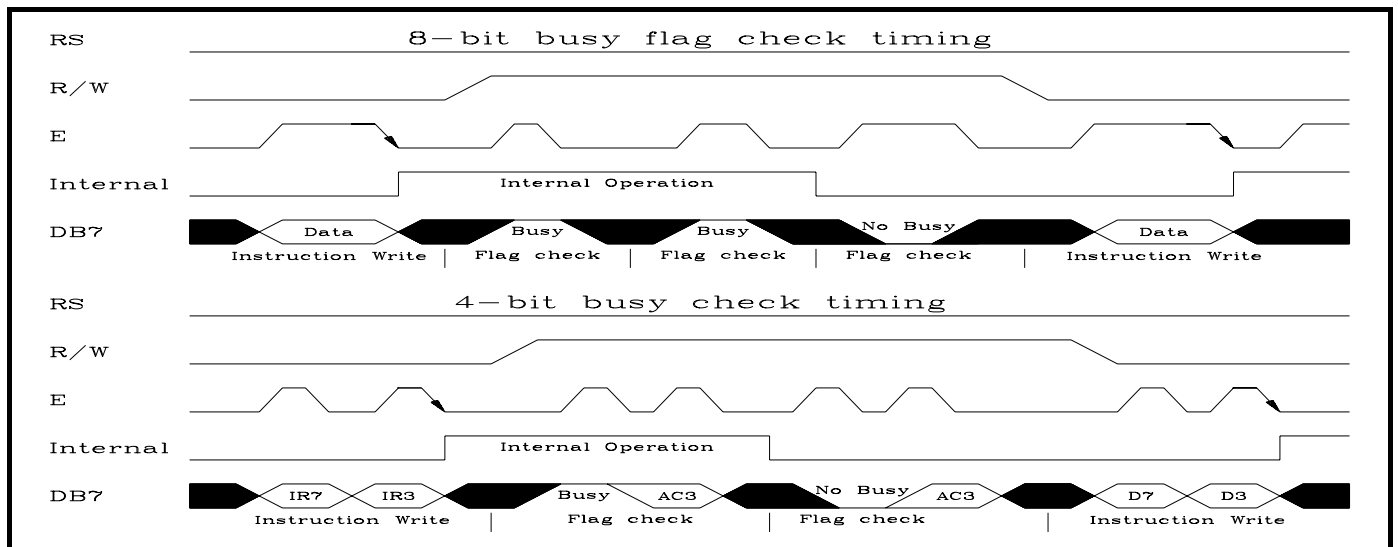 RS 8-bit busy flag check timing
R/W
E
Internal Internal Operation
DB7 Data Busy Busy No Busy Data
Instruction Write Flag check Flag check Flag check Instruction Write
RS 4-bit busy check timing
R/W
E
Internal Internal Operation
DB7 IR7 IR3 Busy AC3 No Busy AC3 D7 D3
Instruction Write Flag check Flag check Instruction Write